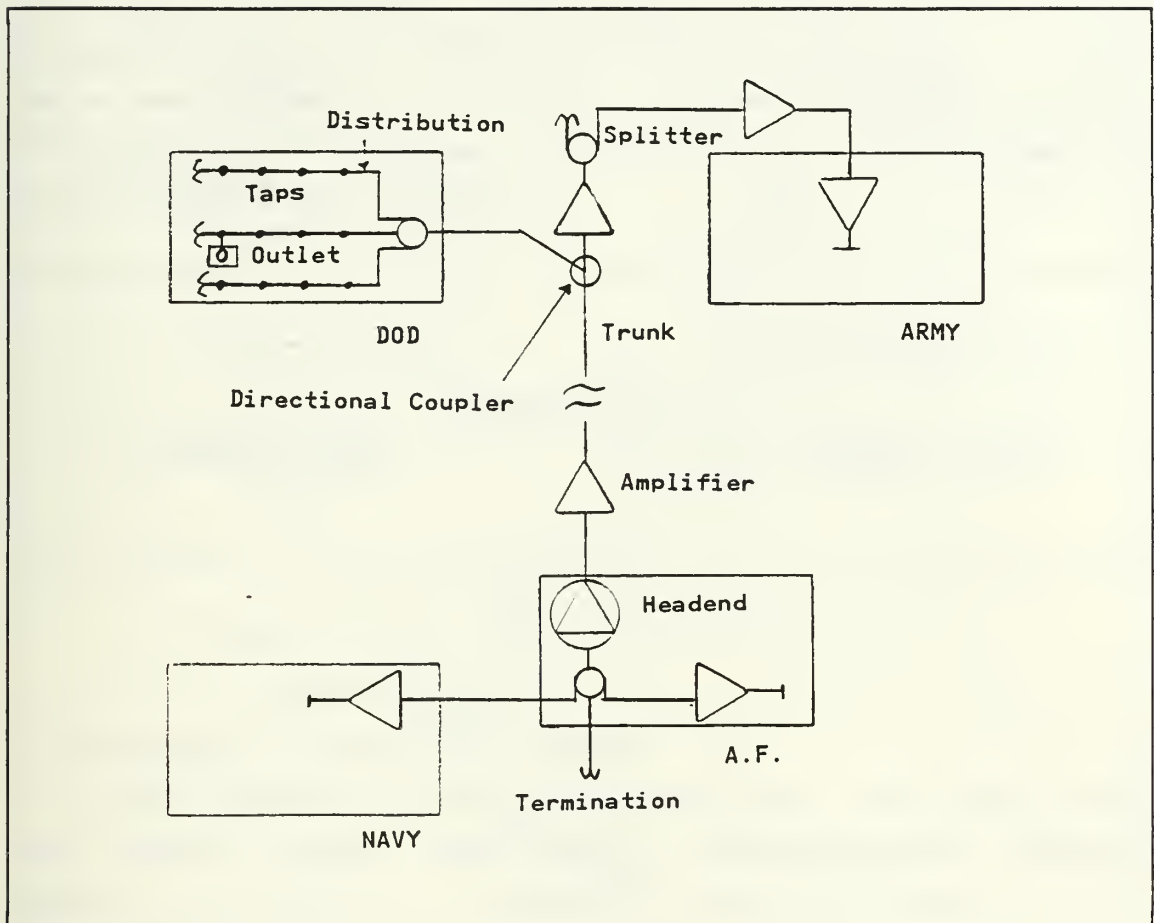 Distribution
Splitter
Taps
Outlet
DOD
Trunk
ARMY
Directional Coupler
Amplifier
Headend
A.F.
Termination
NAVY